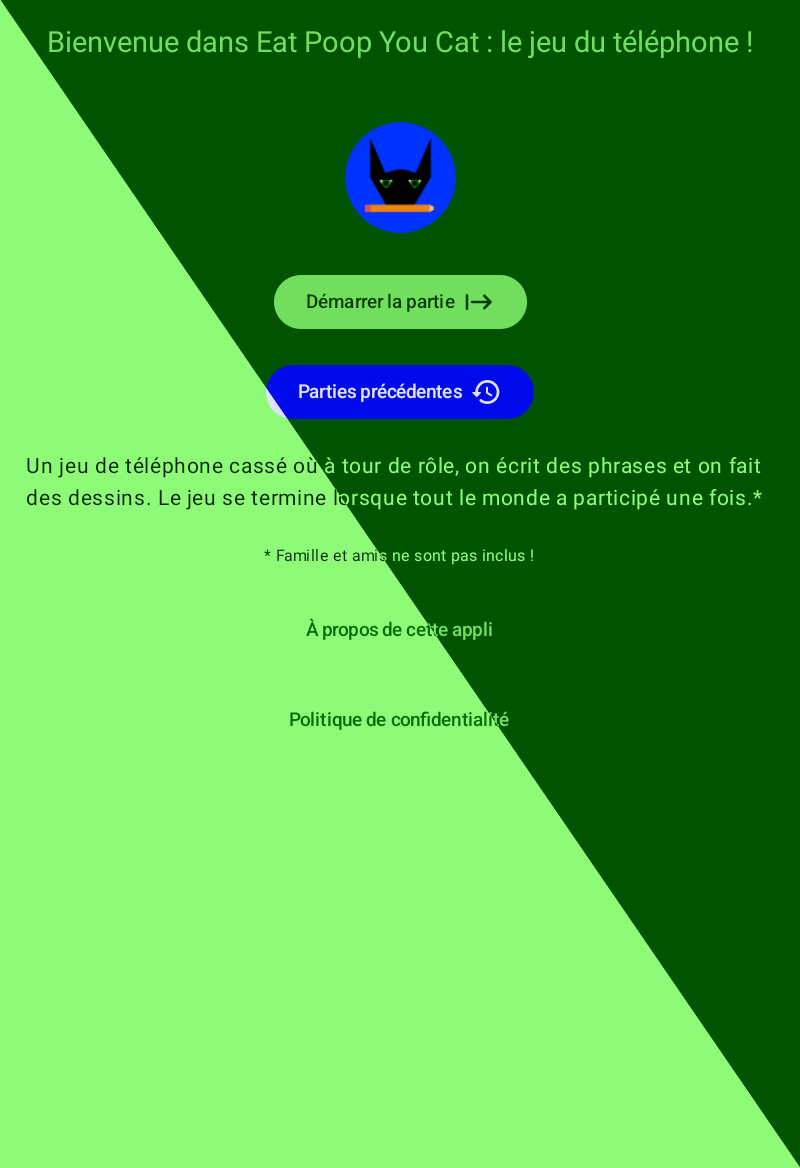 Bienvenue dans Eat Poop You Cat : le jeu du téléphone !
Démarrer la partie
Parties précédentes
Un jeu de téléphone cassé où à tour de rôle, on écrit des phrases et on fait
des dessins. Le jeu se termine lorsque tout le monde a participé une fois.*
* Famille et amis ne sont pas inclus !
À propos de cette appli
Politique de confidentialité